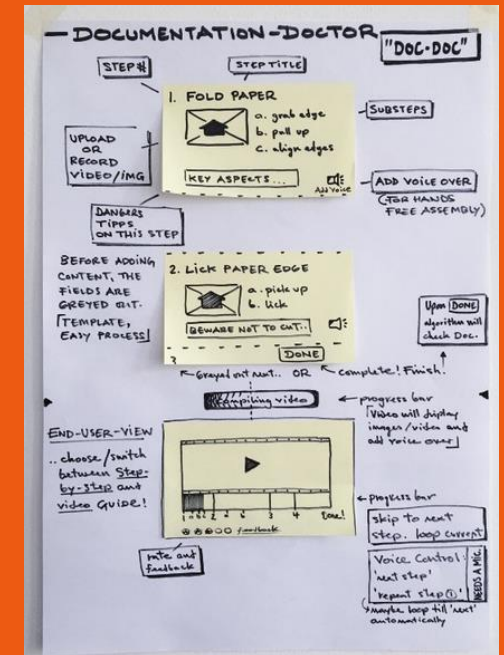 — DOCUMENTATION-DOCTOR
"DOC-DOC"
STEP #
STEP TITLE
1. FOLD PAPER
a. grab edge
b. pull up
c. align edges
KEY ASPECTS...
Add Voice
SUBSTEPS
UPLOAD
OR
RECORD
VIDEO/IMG
ADD VOICE OVER
(FOR HANDS
FREE ASSEMBLY)
DANGERS
TIPPS
ON THIS STEP
BEFORE ADDING
CONTENT, THE
FIELDS ARE
GREYED OUT.
[TEMPLATE,
EASY PROCESS]
2. Lick PAPER EDGE
a. pick up
b. lick
BEWARE NOT TO CUT..
3
DONE
Upon DONE
algorithm will
check Doc.
Greyed out next.. OR
complete! Finish!
Compiling video
progress bar
[Video will display
images/video and
add voice over]
END-USER-VIEW
.. choose/switch
between Step-
by-Step and
video Guide!
1 a b c 2 3 4 Done!
feedback
progress bar
skip to next
step. loop current
rate and
feedback
Voice Control:
'next step'
'repeat step ①'
NEEDS A MIC.
maybe loop till 'next'
automatically